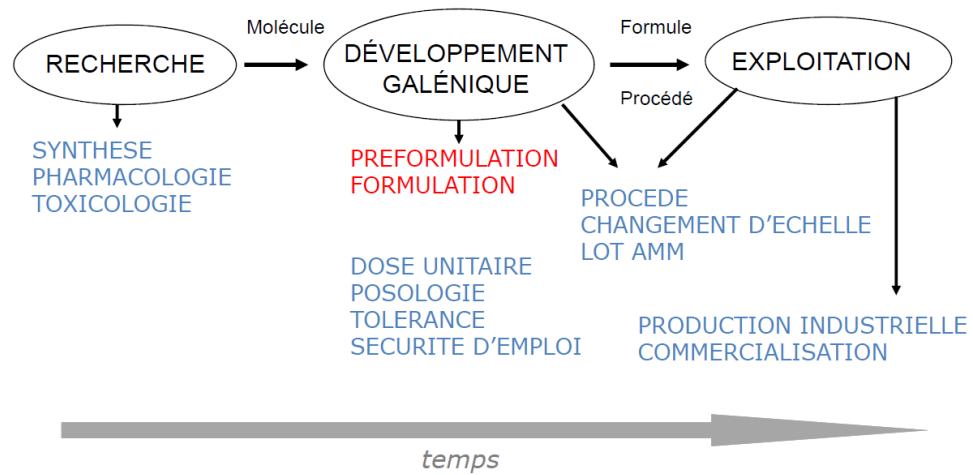 RECHERCHE
Molécule
DÉVELOPPEMENT
GALÉNIQUE
Formule
Procédé
EXPLOITATION
SYNTHESE
PHARMACOLOGIE
TOXICOLOGIE
PREFORMULATION
FORMULATION
DOSE UNITAIRE
POSOLOGIE
TOLERANCE
SECURITE D'EMPLOI
PROCEDE
CHANGEMENT D'ECHELLE
LOT AMM
PRODUCTION INDUSTRIELLE
COMMERCIALISATION
temps